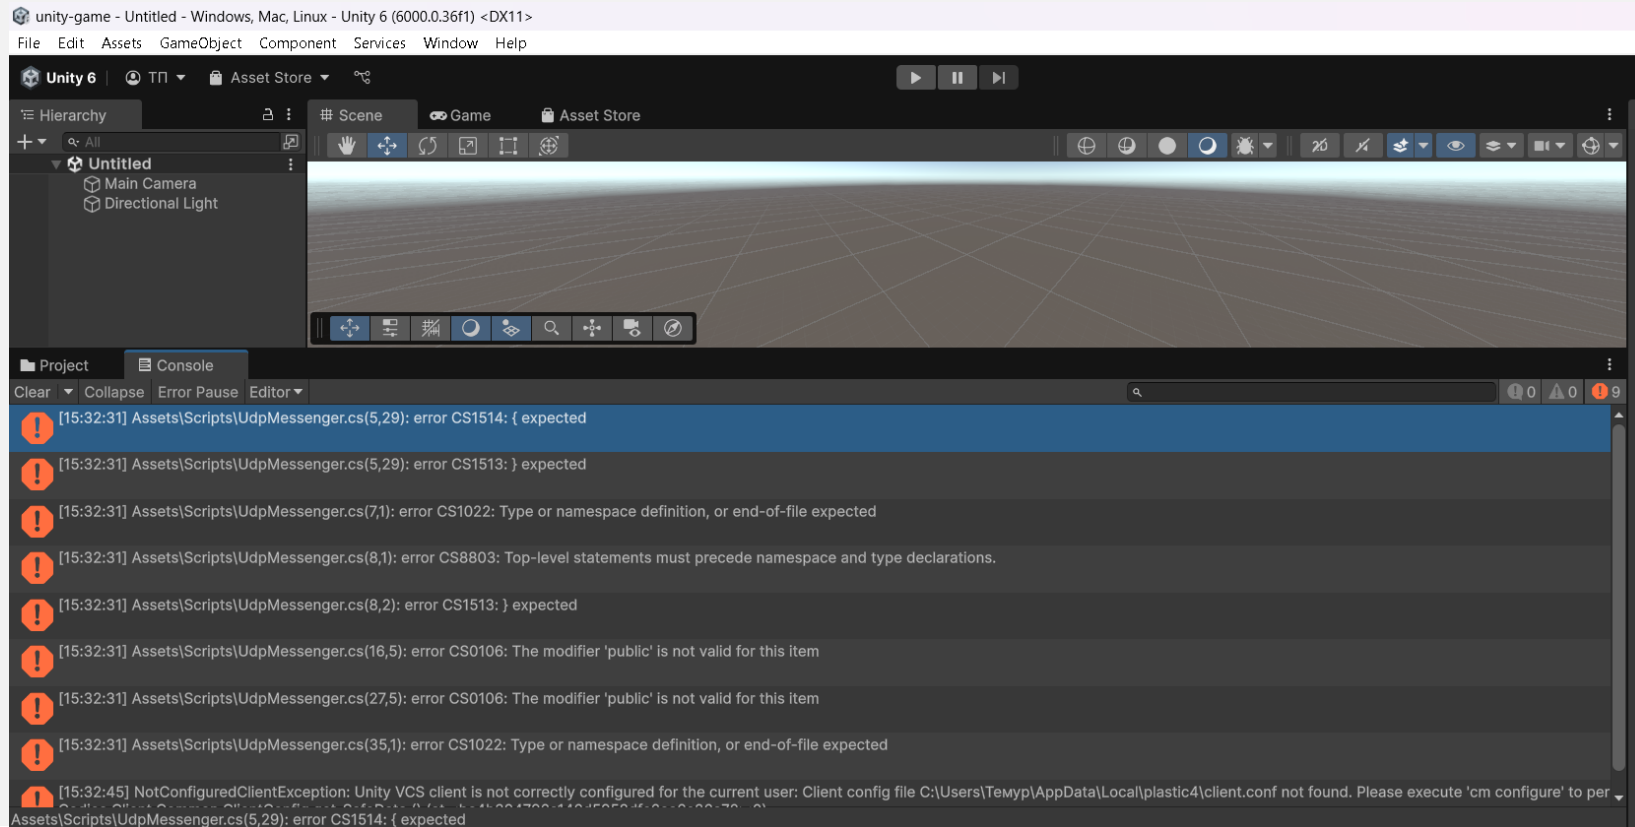 unity-game - Untitled - Windows, Mac, Linux - Unity 6 (6000.0.36f1) <DX11>
File Edit Assets GameObject Component Services Window Help
Unity 6 ТП Asset Store
Hierarchy
Scene Game Asset Store
All
2D
Untitled
Main Camera
Directional Light
Project Console
Clear Collapse Error Pause Editor 0 0 9
[15:32:31] Assets\Scripts\UdpMessenger.cs(5,29): error CS1514: { expected
[15:32:31] Assets\Scripts\UdpMessenger.cs(5,29): error CS1513: } expected
[15:32:31] Assets\Scripts\UdpMessenger.cs(7,1): error CS1022: Type or namespace definition, or end-of-file expected
[15:32:31] Assets\Scripts\UdpMessenger.cs(8,1): error CS8803: Top-level statements must precede namespace and type declarations.
[15:32:31] Assets\Scripts\UdpMessenger.cs(8,2): error CS1513: } expected
[15:32:31] Assets\Scripts\UdpMessenger.cs(16,5): error CS0106: The modifier 'public' is not valid for this item
[15:32:31] Assets\Scripts\UdpMessenger.cs(27,5): error CS0106: The modifier 'public' is not valid for this item
[15:32:31] Assets\Scripts\UdpMessenger.cs(35,1): error CS1022: Type or namespace definition, or end-of-file expected
[15:32:45] NotConfiguredClientException: Unity VCS client is not correctly configured for the current user: Client config file C:\Users\Темур\AppData\Local\plastic4\client.conf not found. Please execute 'cm configure' to per
Assets\Scripts\UdpMessenger.cs(5,29): error CS1514: { expected